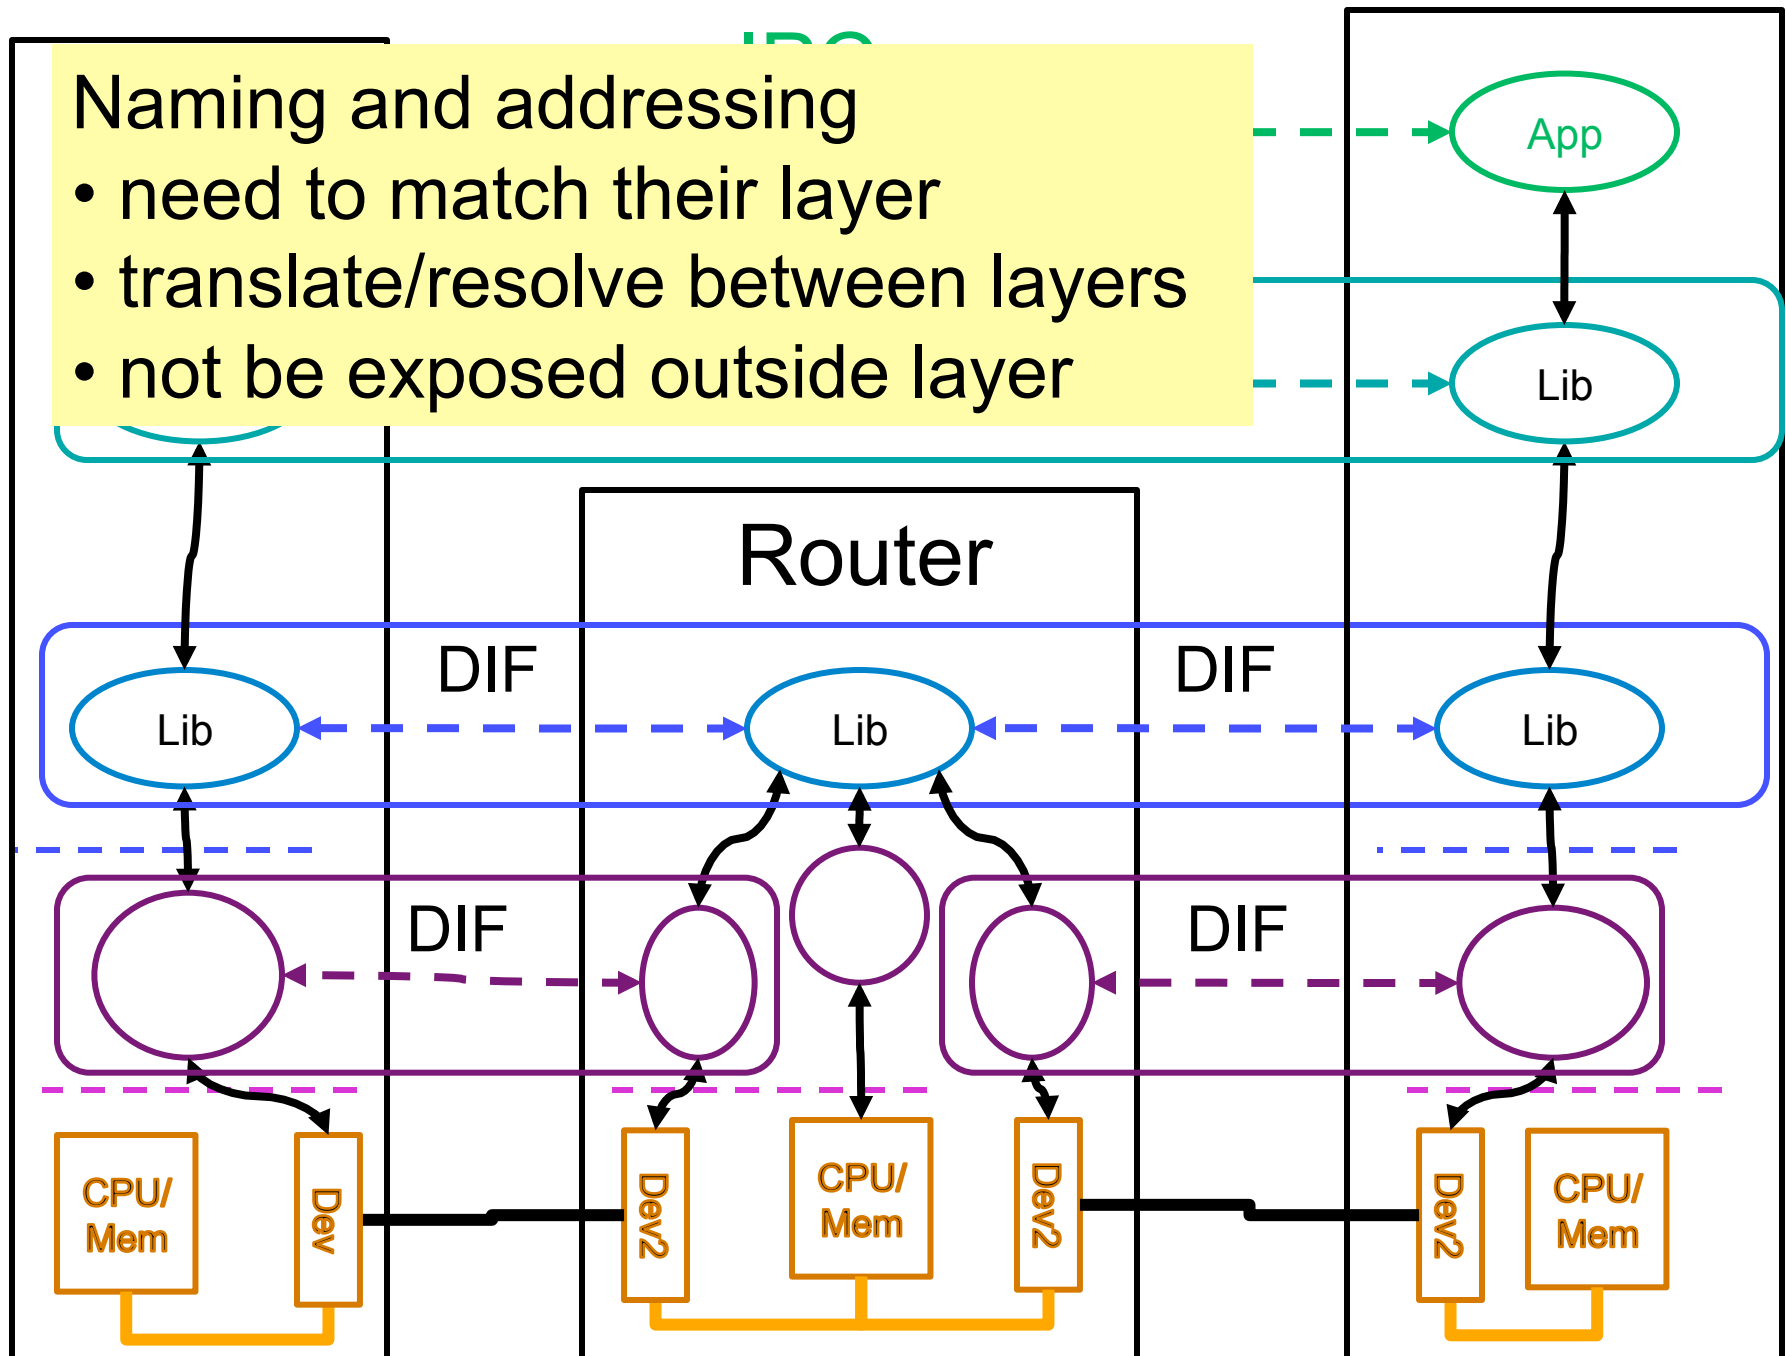 Naming and addressing
• need to match their layer
• translate/resolve between layers
• not be exposed outside layer
App
Lib
Router
DIF
DIF
Lib
Lib
Lib
DIF
DIF
CPU/
Mem
Dev
Dev2
CPU/
Mem
Dev2
Dev2
CPU/
Mem